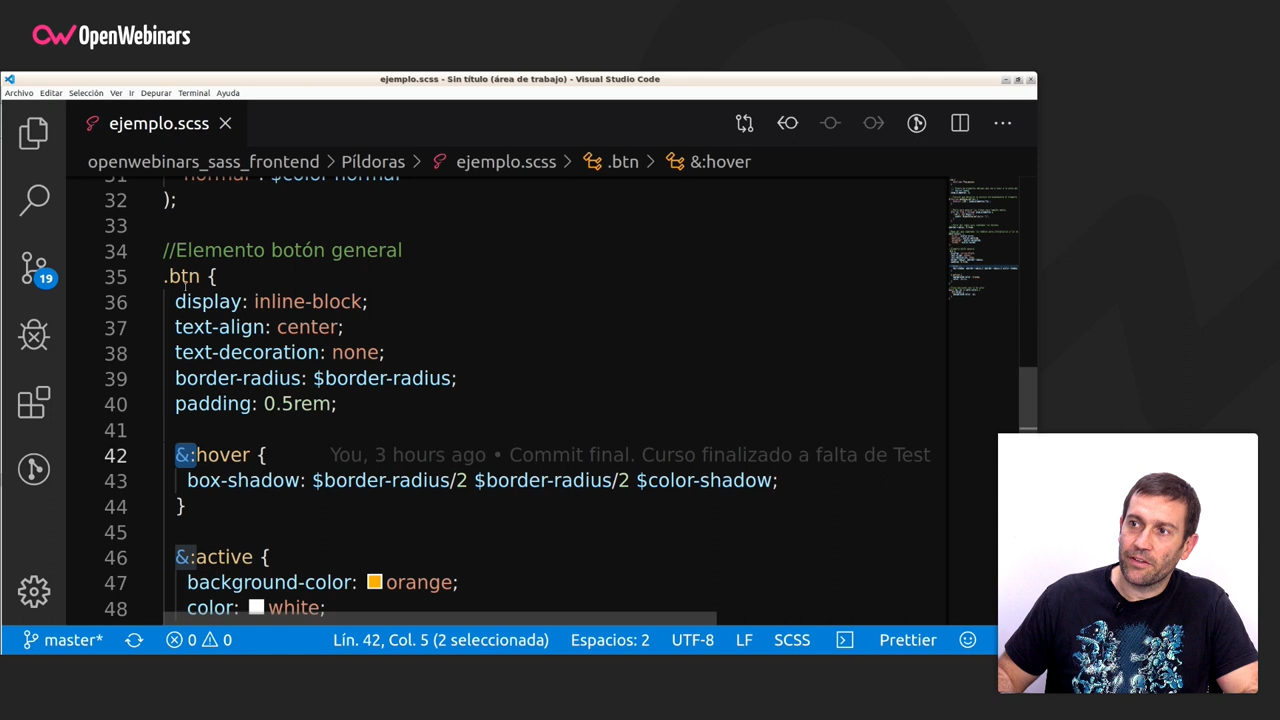 OpenWebinars
ejemplo.scss - Sin título (área de trabajo) - Visual Studio Code
Archivo Editar Selección Ver Ir Depurar Terminal Ayuda
ejemplo.scss
openwebinars_sass_frontend > Píldoras > ejemplo.scss > .btn > &:hover
31 "normal": $color-normal
32 );
33
34 //Elemento botón general
35 .btn {
36 display: inline-block;
37 text-align: center;
38 text-decoration: none;
39 border-radius: $border-radius;
40 padding: 0.5rem;
41
42 &:hover { You, 3 hours ago • Commit final. Curso finalizado a falta de Test
43 box-shadow: $border-radius/2 $border-radius/2 $color-shadow;
44 }
45
46 &:active {
47 background-color: orange;
48 color: white;
19
master* 0 0 Lín. 42, Col. 5 (2 seleccionada) Espacios: 2 UTF-8 LF SCSS Prettier